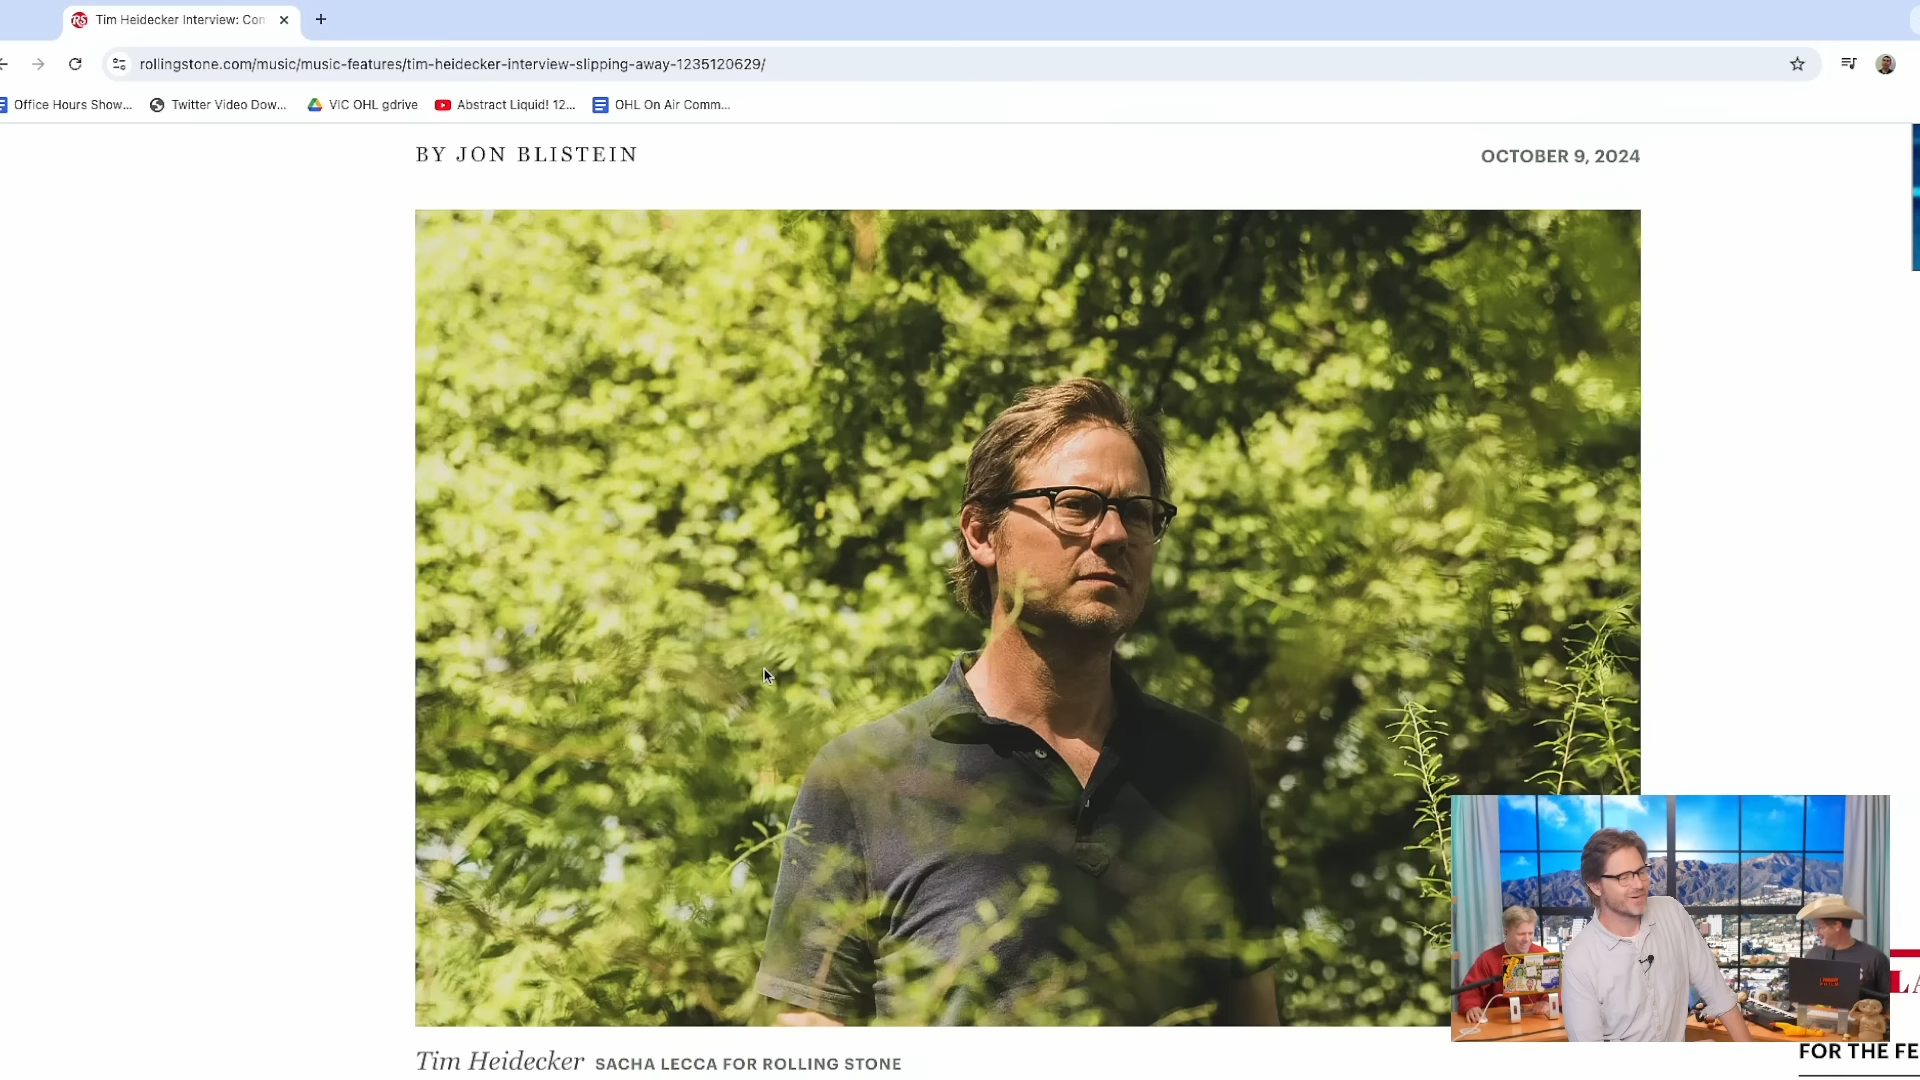 Tim Heidecker Interview: Con
rollingstone.com/music/music-features/tim-heidecker-interview-slipping-away-1235120629/
Office Hours Show...
Twitter Video Dow...
VIC OHL gdrive
Abstract Liquid! 12...
OHL On Air Comm...
BY JON BLISTEIN
OCTOBER 9, 2024
Tim Heidecker SACHA LECCA FOR ROLLING STONE
LA
FOR THE FE